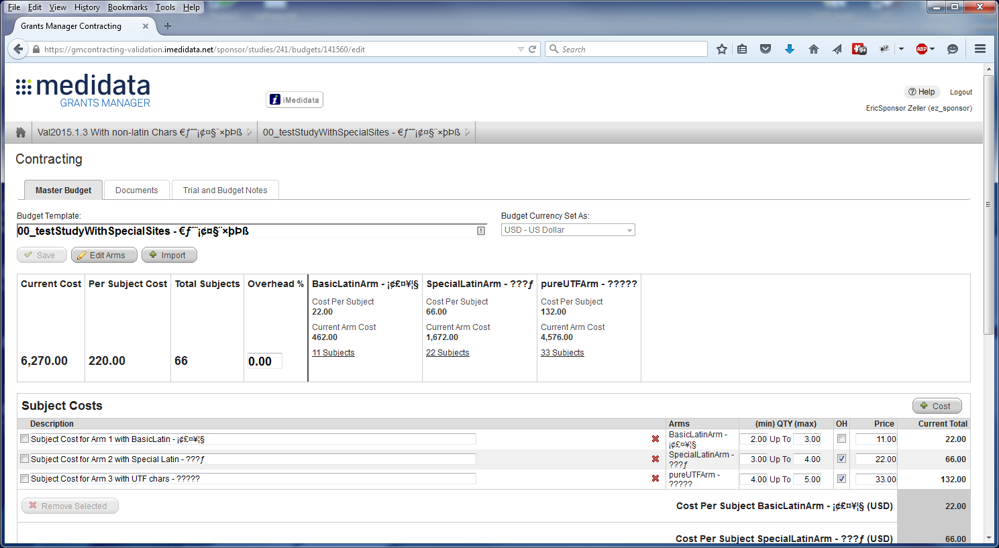 File Edit View History Bookmarks Tools Help
Grants Manager Contracting
https://gmcontracting-validation.imedidata.net/sponsor/studies/241/budgets/141560/edit
Search
9+
ABP
medidata
GRANTS MANAGER
iMedidata
Help Logout
EricSponsor Zeller (ez_sponsor)
Val2015.1.3 With non-latin Chars €ƒ˜¨¡¢¤§¨×þÞß 00_testStudyWithSpecialSites - €ƒ˜¨¡¢¤§¨×þÞß
Contracting
Master Budget Documents Trial and Budget Notes
Budget Template: Budget Currency Set As:
00_testStudyWithSpecialSites - €ƒ˜¨¡¢¤§¨×þÞß USD - US Dollar
Save Edit Arms Import
Current Cost Per Subject Cost Total Subjects Overhead % BasicLatinArm - ¡¢£¤¥¦§ SpecialLatinArm - ???ƒ pureUTFArm - ?????
Cost Per Subject Cost Per Subject Cost Per Subject
22.00 66.00 132.00
Current Arm Cost Current Arm Cost Current Arm Cost
462.00 1,672.00 4,576.00
11 Subjects 22 Subjects 33 Subjects
6,270.00 220.00 66 0.00
Subject Costs Cost
Description Arms (min) QTY (max) OH Price Current Total
Subject Cost for Arm 1 with BasicLatin - ¡¢£¤¥¦§ BasicLatinArm - ¡¢£¤¥¦§ 2.00 Up To 3.00 11.00 22.00
Subject Cost for Arm 2 with Special Latin - ???ƒ SpecialLatinArm - ???ƒ 3.00 Up To 4.00 22.00 66.00
Subject Cost for Arm 3 with UTF chars - ????? pureUTFArm - ????? 4.00 Up To 5.00 33.00 132.00
Remove Selected Cost Per Subject BasicLatinArm - ¡¢£¤¥¦§ (USD) 22.00
Cost Per Subject SpecialLatinArm - ???ƒ (USD) 66.00